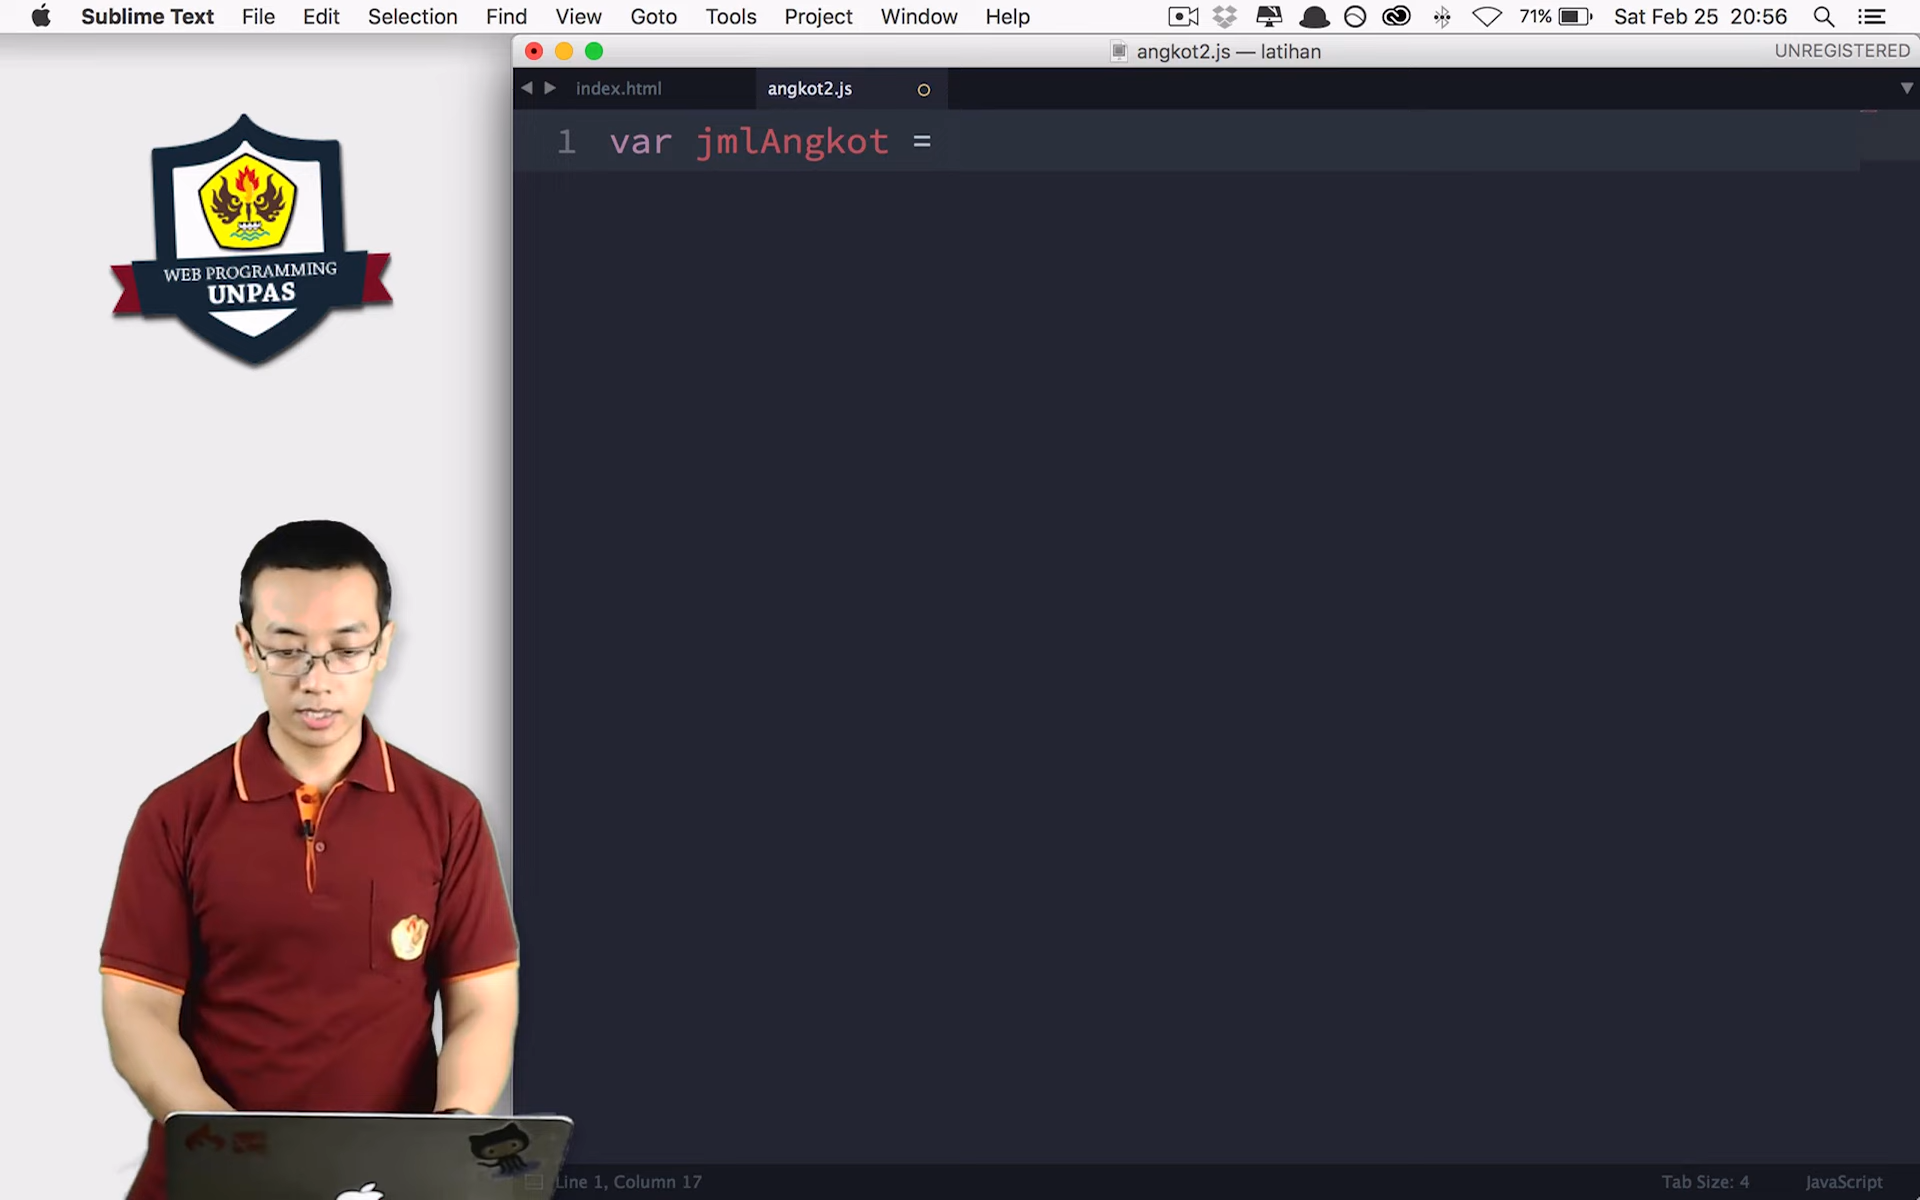 Sublime Text File Edit Selection Find View Goto Tools Project Window Help 71% Sat Feb 25 20:56
angkot2.js — latihan UNREGISTERED
index.html angkot2.js
1 var jmlAngkot =
WEB PROGRAMMING
UNPAS
Line 1, Column 17 Tab Size: 4 JavaScript